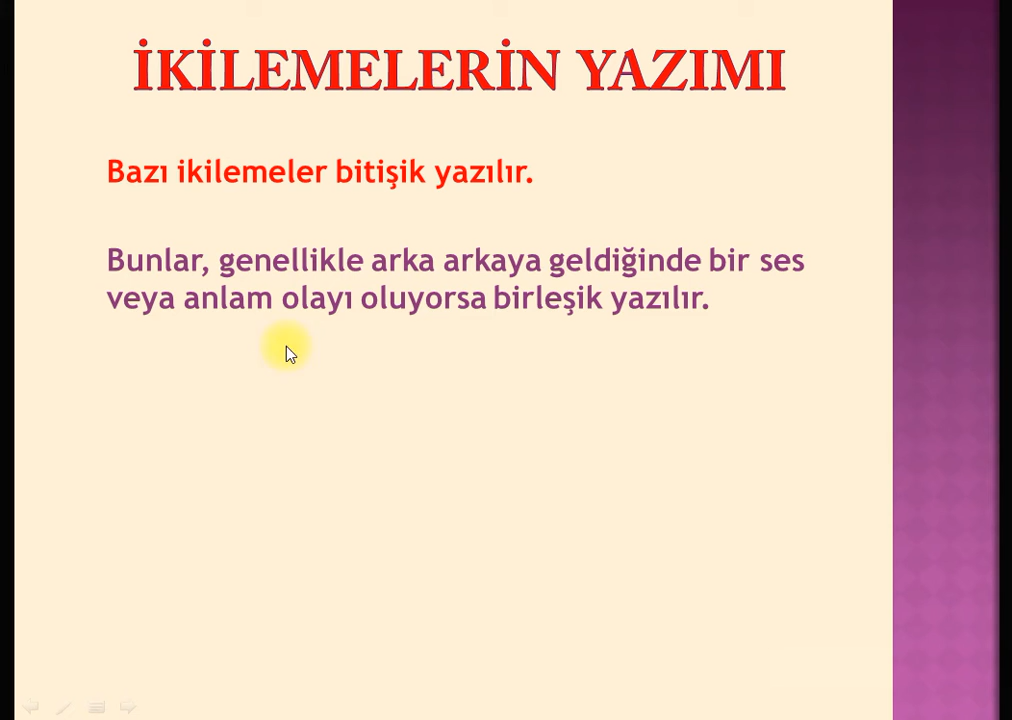 İKİLEMELERİN YAZIMI
Bazı ikilemeler bitişik yazılır.
Bunlar, genellikle arka arkaya geldiğinde bir ses
veya anlam olayı oluyorsa birleşik yazılır.